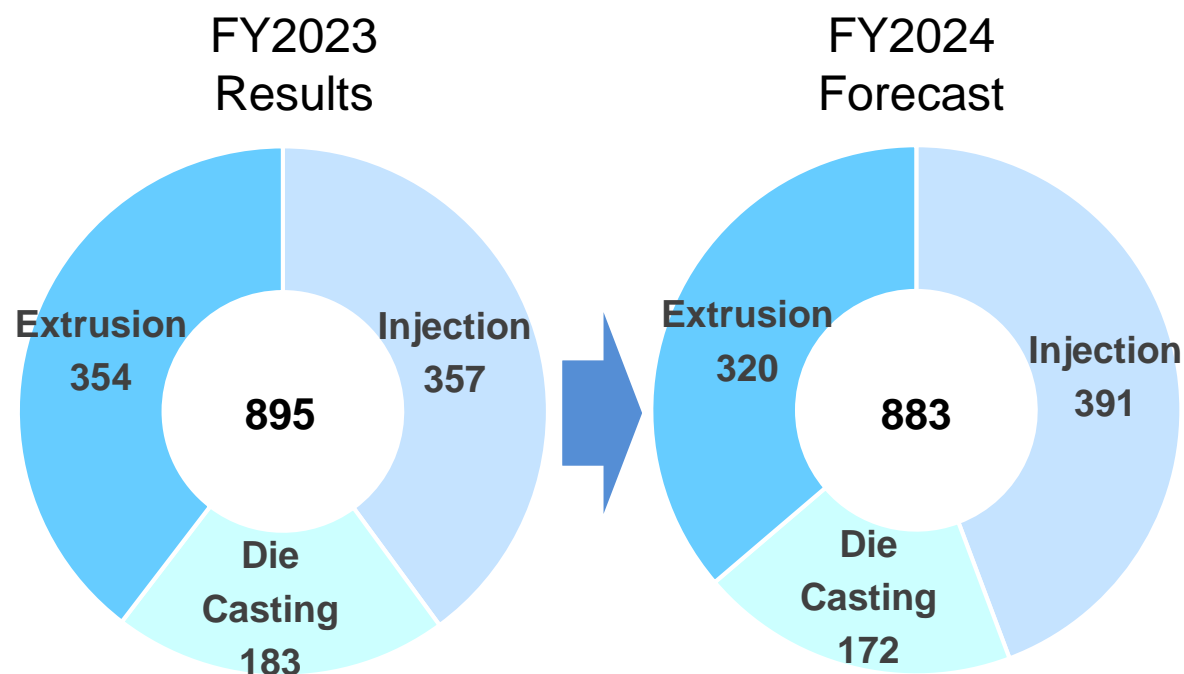 FY2023
Results
Extrusion
354
Injection
357
895
Die
Casting
183
FY2024
Forecast
Extrusion
320
Injection
391
883
Die
Casting
172